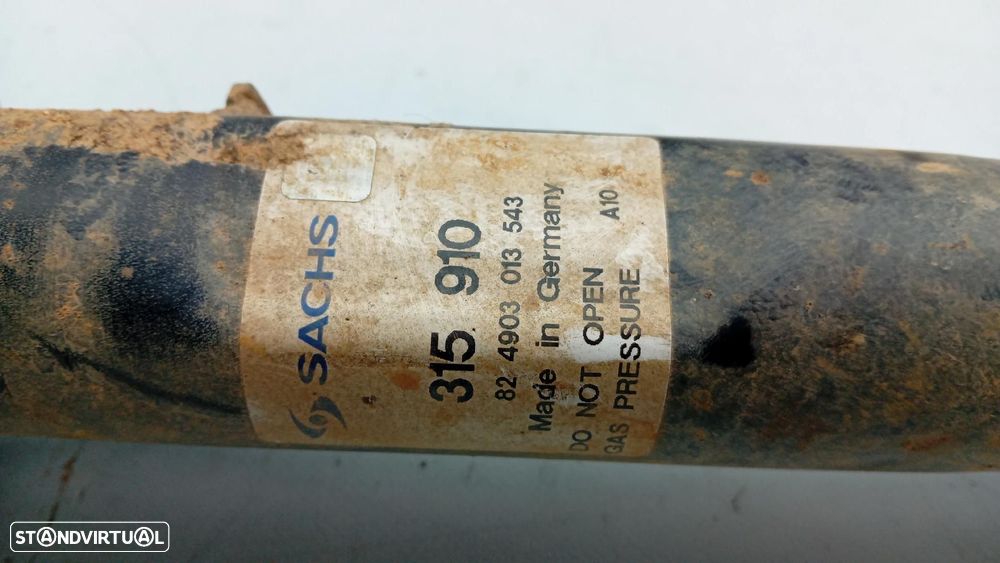 SACHS
315 910
82 4903 013 543
Made in Germany
DO NOT OPEN A10
GAS PRESSURE
STANDVIRTUAL